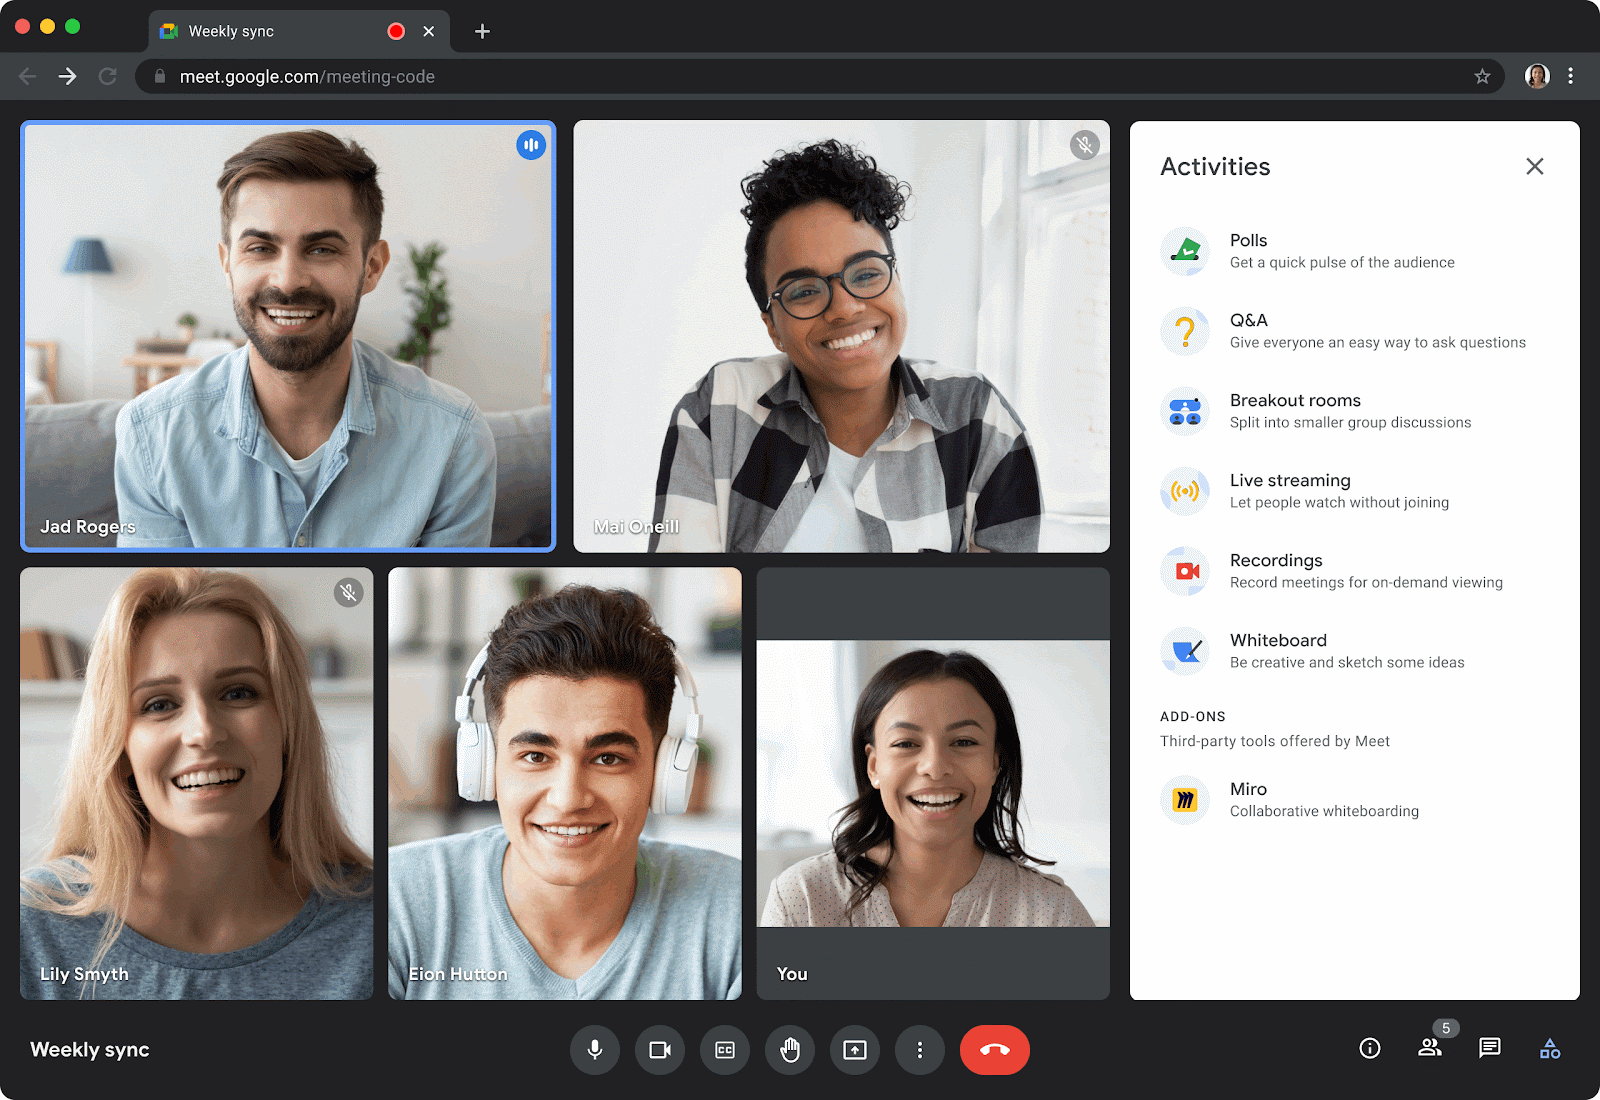 Weekly sync
meet.google.com/meeting-code
Jad Rogers
Mai Oneill
Lily Smyth
Eion Hutton
You
Activities
Polls
Get a quick pulse of the audience
Q&A
Give everyone an easy way to ask questions
Breakout rooms
Split into smaller group discussions
Live streaming
Let people watch without joining
Recordings
Record meetings for on-demand viewing
Whiteboard
Be creative and sketch some ideas
ADD-ONS
Third-party tools offered by Meet
Miro
Collaborative whiteboarding
Weekly sync
CC
5